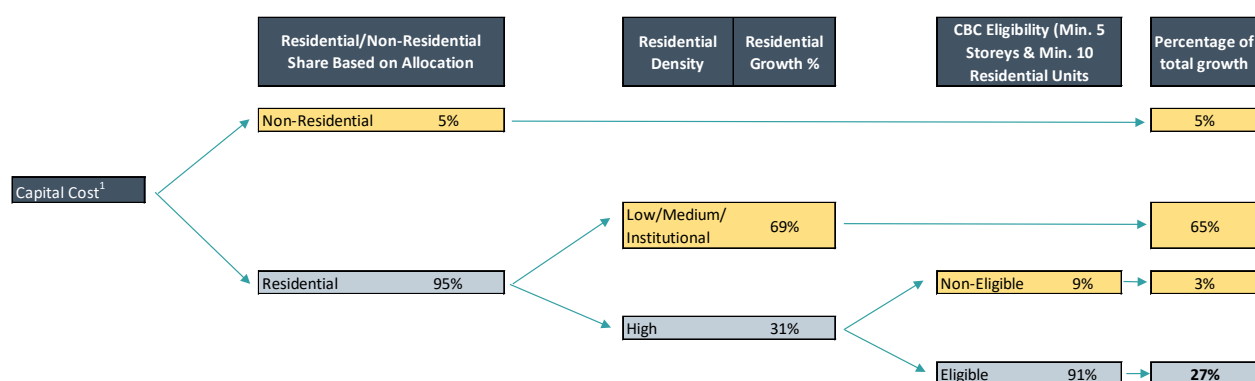 Residential/Non-Residential
Share Based on Allocation
Residential
Density
Residential
Growth %
CBC Eligibility (Min. 5
Storeys & Min. 10
Residential Units
Percentage of
total growth
Non-Residential 5%
5%
Capital Cost1
Low/Medium/
Institutional 69%
65%
Residential 95%
Non-Eligible 9%
3%
High 31%
Eligible 91%
27%